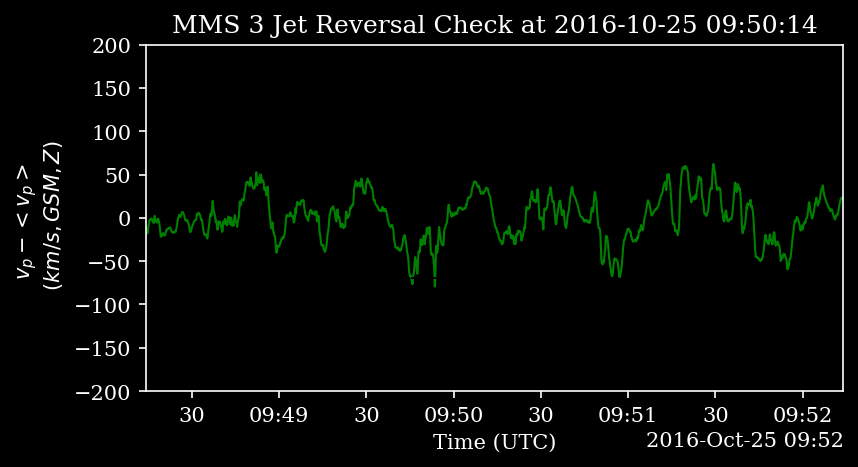 MMS 3 Jet Reversal Check at 2016-10-25 09:50:14
200
150
100
50
0
−50
−100
−150
−200
v_p − < v_p >
(km/s, GSM, Z)
30 09:49 30 09:50 30 09:51 30 09:52
Time (UTC)
2016-Oct-25 09:52